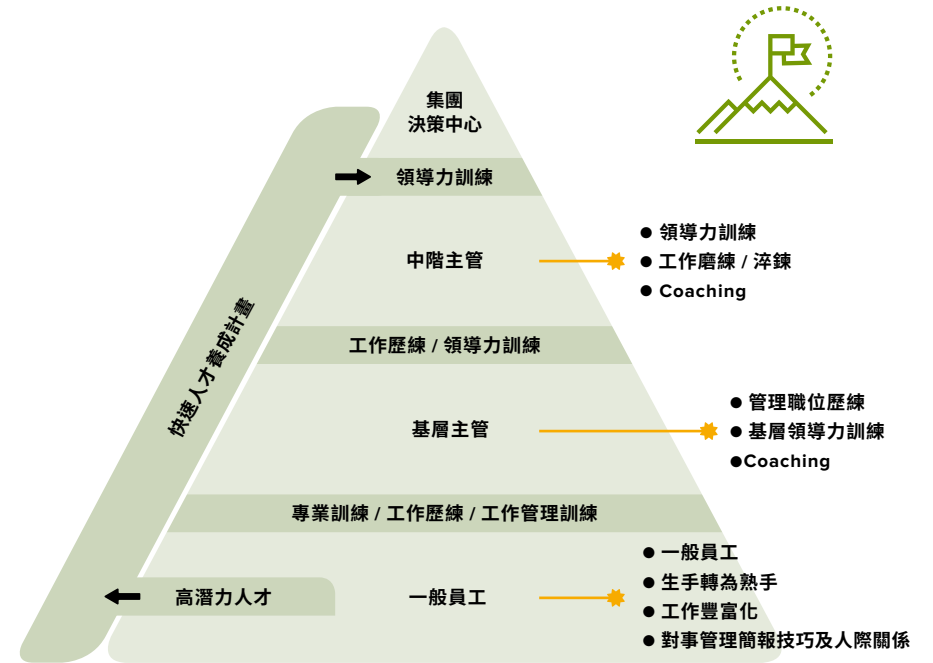 集團
決策中心
領導力訓練
中階主管
● 領導力訓練
● 工作磨練 / 淬鍊
● Coaching
工作歷練 / 領導力訓練
快速人才養成計畫
基層主管
● 管理職位歷練
● 基層領導力訓練
●Coaching
專業訓練 / 工作歷練 / 工作管理訓練
高潛力人才
一般員工
● 一般員工
● 生手轉為熟手
● 工作豐富化
● 對事管理簡報技巧及人際關係